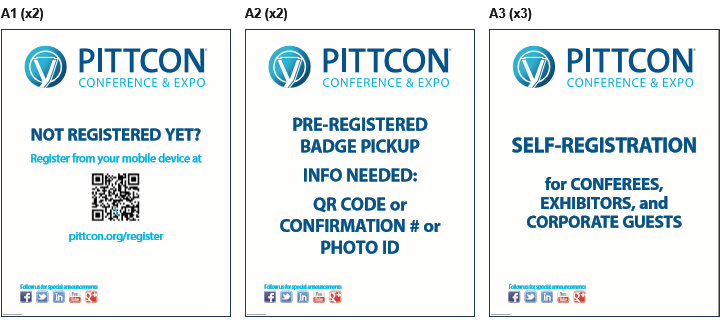 A1 (x2)
PITTCON
CONFERENCE & EXPO
NOT REGISTERED YET?
Register from your mobile device at
pittcon.org/register
Follow us for special announcements
A2 (x2)
PITTCON
CONFERENCE & EXPO
PRE-REGISTERED
BADGE PICKUP
INFO NEEDED:
QR CODE or
CONFIRMATION # or
PHOTO ID
Follow us for special announcements
A3 (x3)
PITTCON
CONFERENCE & EXPO
SELF-REGISTRATION
for CONFEREES,
EXHIBITORS, and
CORPORATE GUESTS
Follow us for special announcements